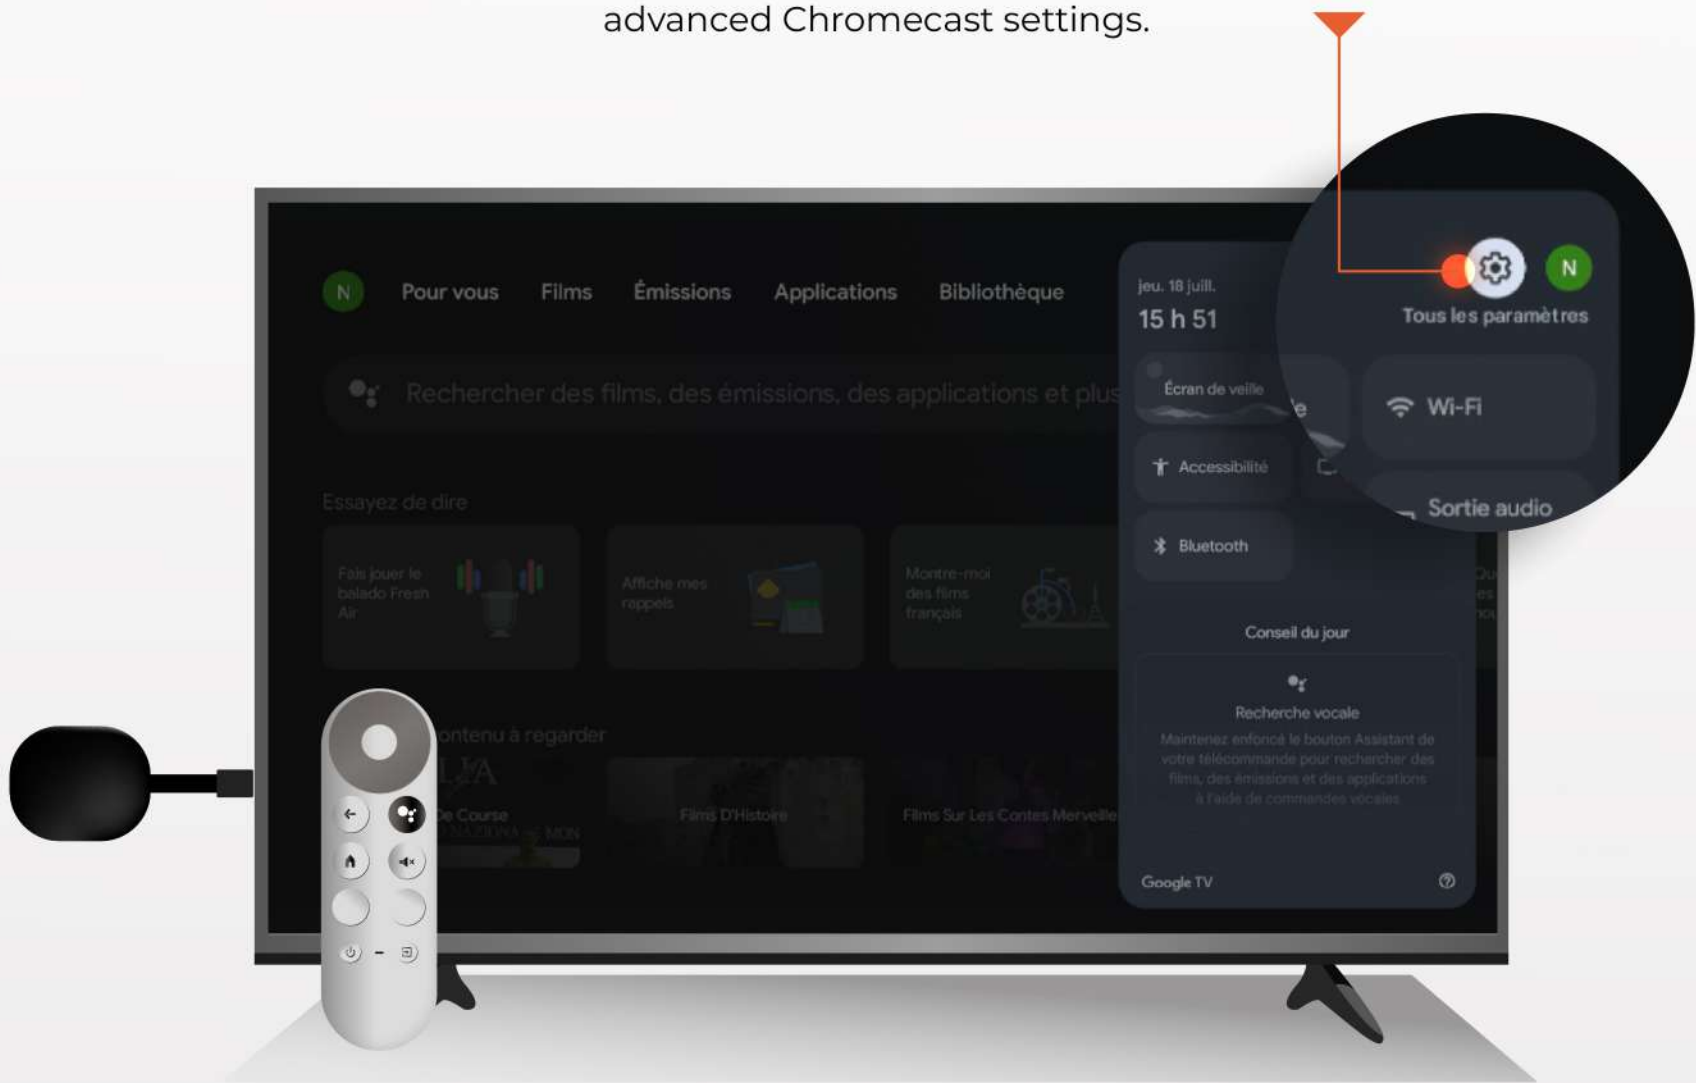 advanced Chromecast settings.
N
Pour vous
Films
Émissions
Applications
Bibliothèque
jeu. 18 juill.
15 h 51
N
Tous les paramètres
Rechercher des films, des émissions, des applications et plus
Écran de veille
Wi-Fi
Accessibilité
Sortie audio
Bluetooth
Essayez de dire
Fais jouer le
balado Fresh
Air
Affiche mes
rappels
Montre-moi
des films
français
Conseil du jour
Recherche vocale
Maintenez enfoncé le bouton Assistant de
votre télécommande pour rechercher des
films, des émissions et des applications
à l'aide de commandes vocales
ontenu à regarder
De Course
Films D'Histoire
Films Sur Les Contes Merveille
Google TV